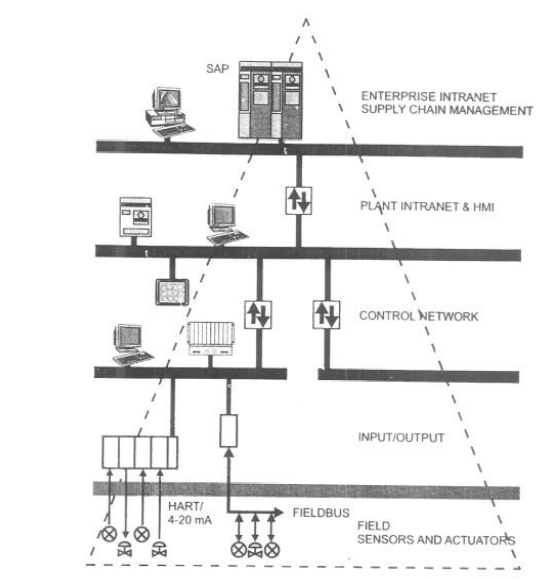 SAP
ENTERPRISE INTRANET
SUPPLY CHAIN MANAGEMENT
PLANT INTRANET & HMI
CONTROL NETWORK
INPUT/OUTPUT
HART/
4-20 mA
FIELDBUS
FIELD
SENSORS AND ACTUATORS